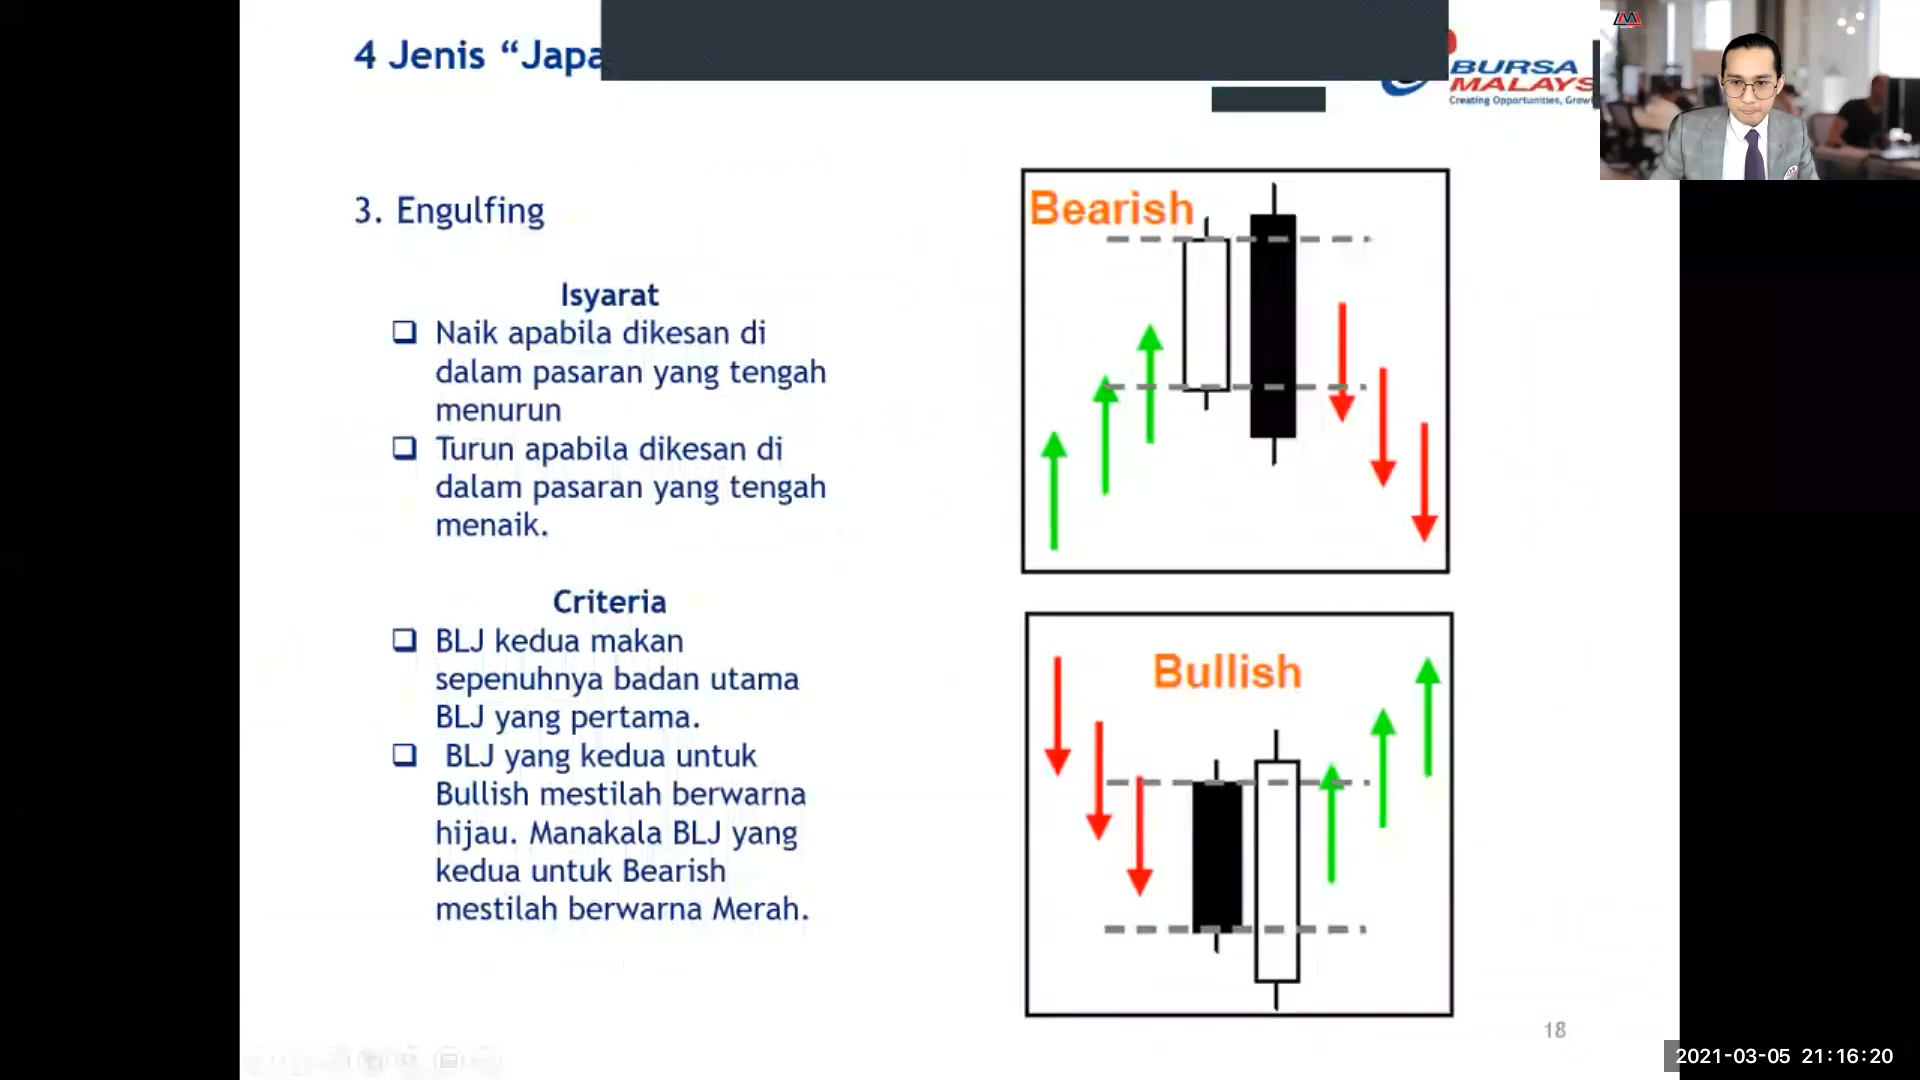 4 Jenis “Japa
BURSA
MALAYS
Creating Opportunities, Grow
3. Engulfing
Isyarat
❑ Naik apabila dikesan di
dalam pasaran yang tengah
menurun
❑ Turun apabila dikesan di
dalam pasaran yang tengah
menaik.
Criteria
❑ BLJ kedua makan
sepenuhnya badan utama
BLJ yang pertama.
❑ BLJ yang kedua untuk
Bullish mestilah berwarna
hijau. Manakala BLJ yang
kedua untuk Bearish
mestilah berwarna Merah.
Bearish
Bullish
18
2021-03-05 21:16:20